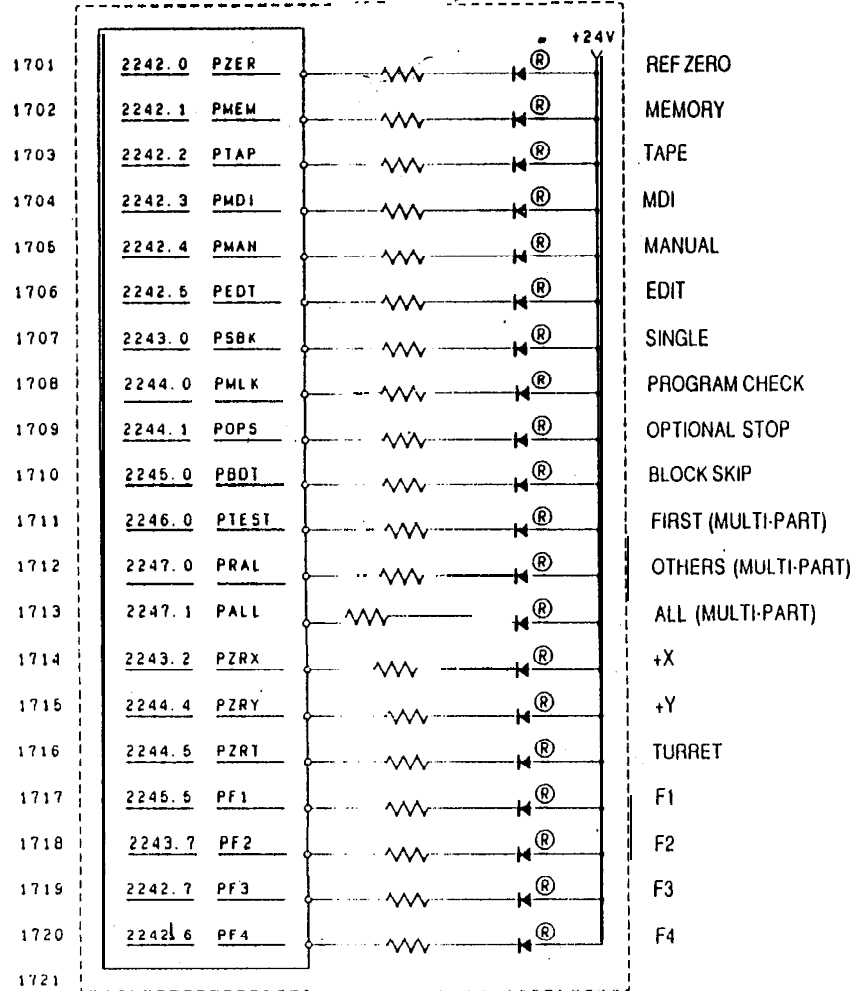 +24V
1701 2242.0 PZER Ⓡ REF ZERO
1702 2242.1 PMEM Ⓡ MEMORY
1703 2242.2 PTAP Ⓡ TAPE
1704 2242.3 PMDI Ⓡ MDI
1705 2242.4 PMAN Ⓡ MANUAL
1706 2242.5 PEDT Ⓡ EDIT
1707 2243.0 PSBK Ⓡ SINGLE
1708 2244.0 PMLK Ⓡ PROGRAM CHECK
1709 2244.1 POPS Ⓡ OPTIONAL STOP
1710 2245.0 PBDT Ⓡ BLOCK SKIP
1711 2246.0 PTEST Ⓡ FIRST (MULTI-PART)
1712 2247.0 PRAL Ⓡ OTHERS (MULTI-PART)
1713 2247.1 PALL Ⓡ ALL (MULTI-PART)
1714 2243.2 PZRX Ⓡ +X
1715 2244.4 PZRY Ⓡ +Y
1716 2244.5 PZRT Ⓡ TURRET
1717 2245.5 PF1 Ⓡ F1
1718 2243.7 PF2 Ⓡ F2
1719 2242.7 PF3 Ⓡ F3
1720 2242.6 PF4 Ⓡ F4
1721